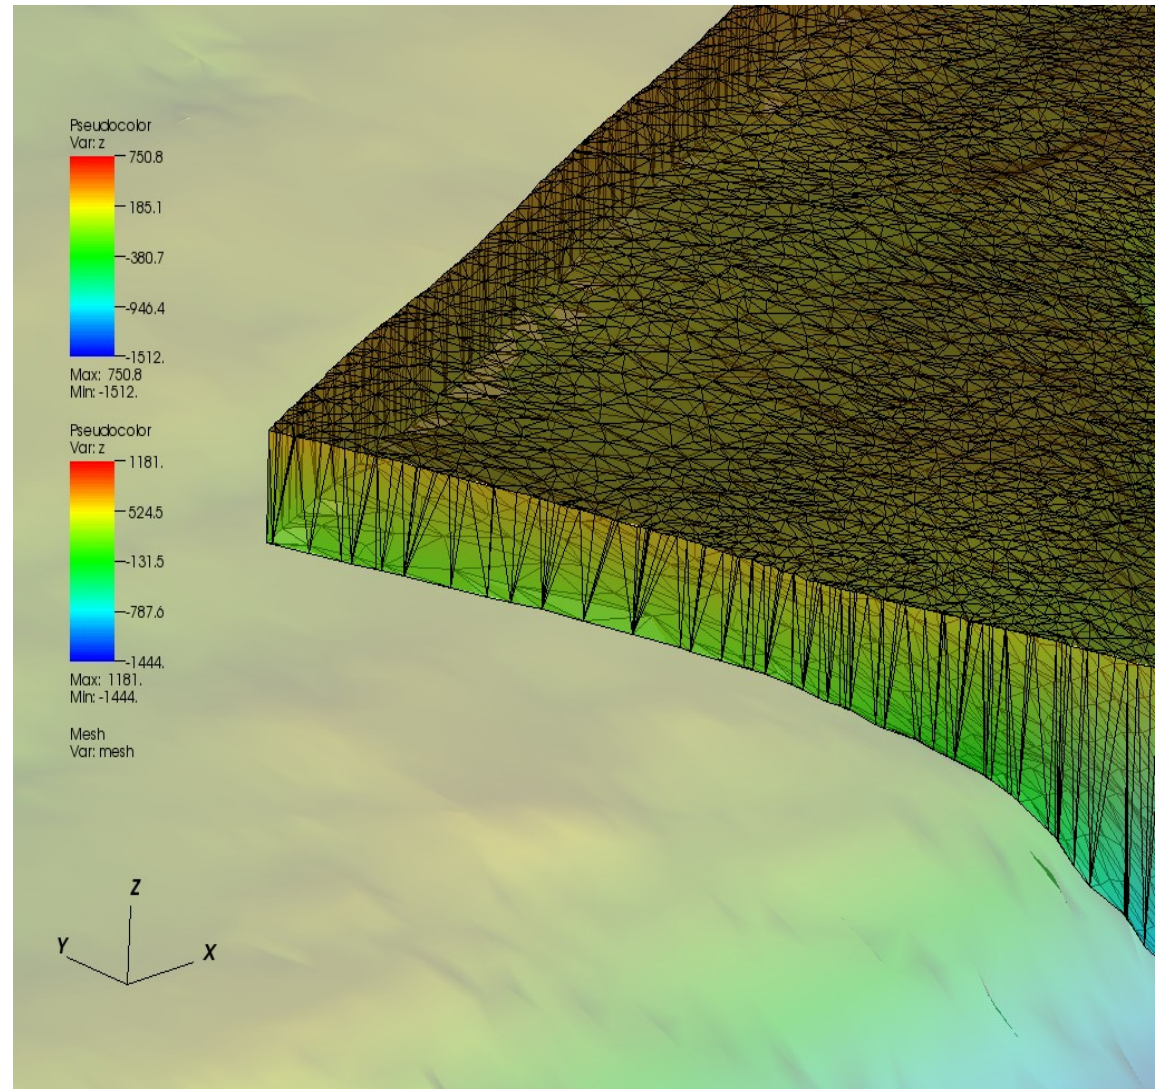 Pseudocolor
Var: z
750.8
185.1
-380.7
-946.4
-1512.
Max: 750.8
Min: -1512.
Pseudocolor
Var: z
1181.
524.5
-131.5
-787.6
-1444.
Max: 1181.
Min: -1444.
Mesh
Var: mesh
Z
Y
X